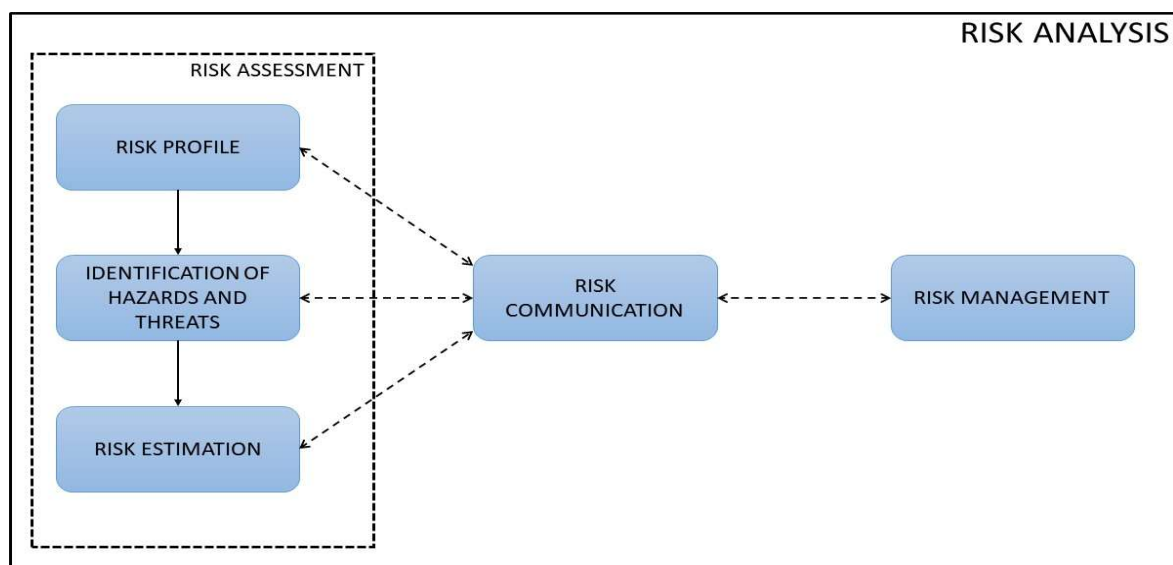 RISK ANALYSIS
RISK ASSESSMENT
RISK PROFILE
IDENTIFICATION OF
HAZARDS AND
THREATS
RISK ESTIMATION
RISK
COMMUNICATION
RISK MANAGEMENT